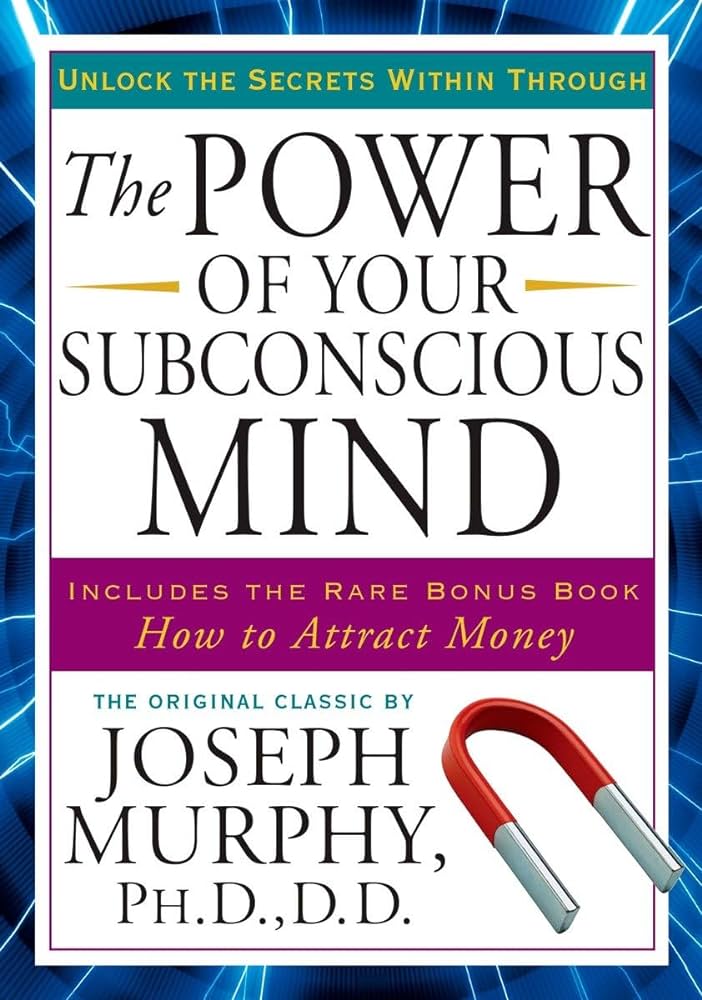 UNLOCK THE SECRETS WITHIN THROUGH
The POWER
OF YOUR
SUBCONSCIOUS
MIND
INCLUDES THE RARE BONUS BOOK
How to Attract Money
THE ORIGINAL CLASSIC BY
JOSEPH
MURPHY,
PH.D., D.D.